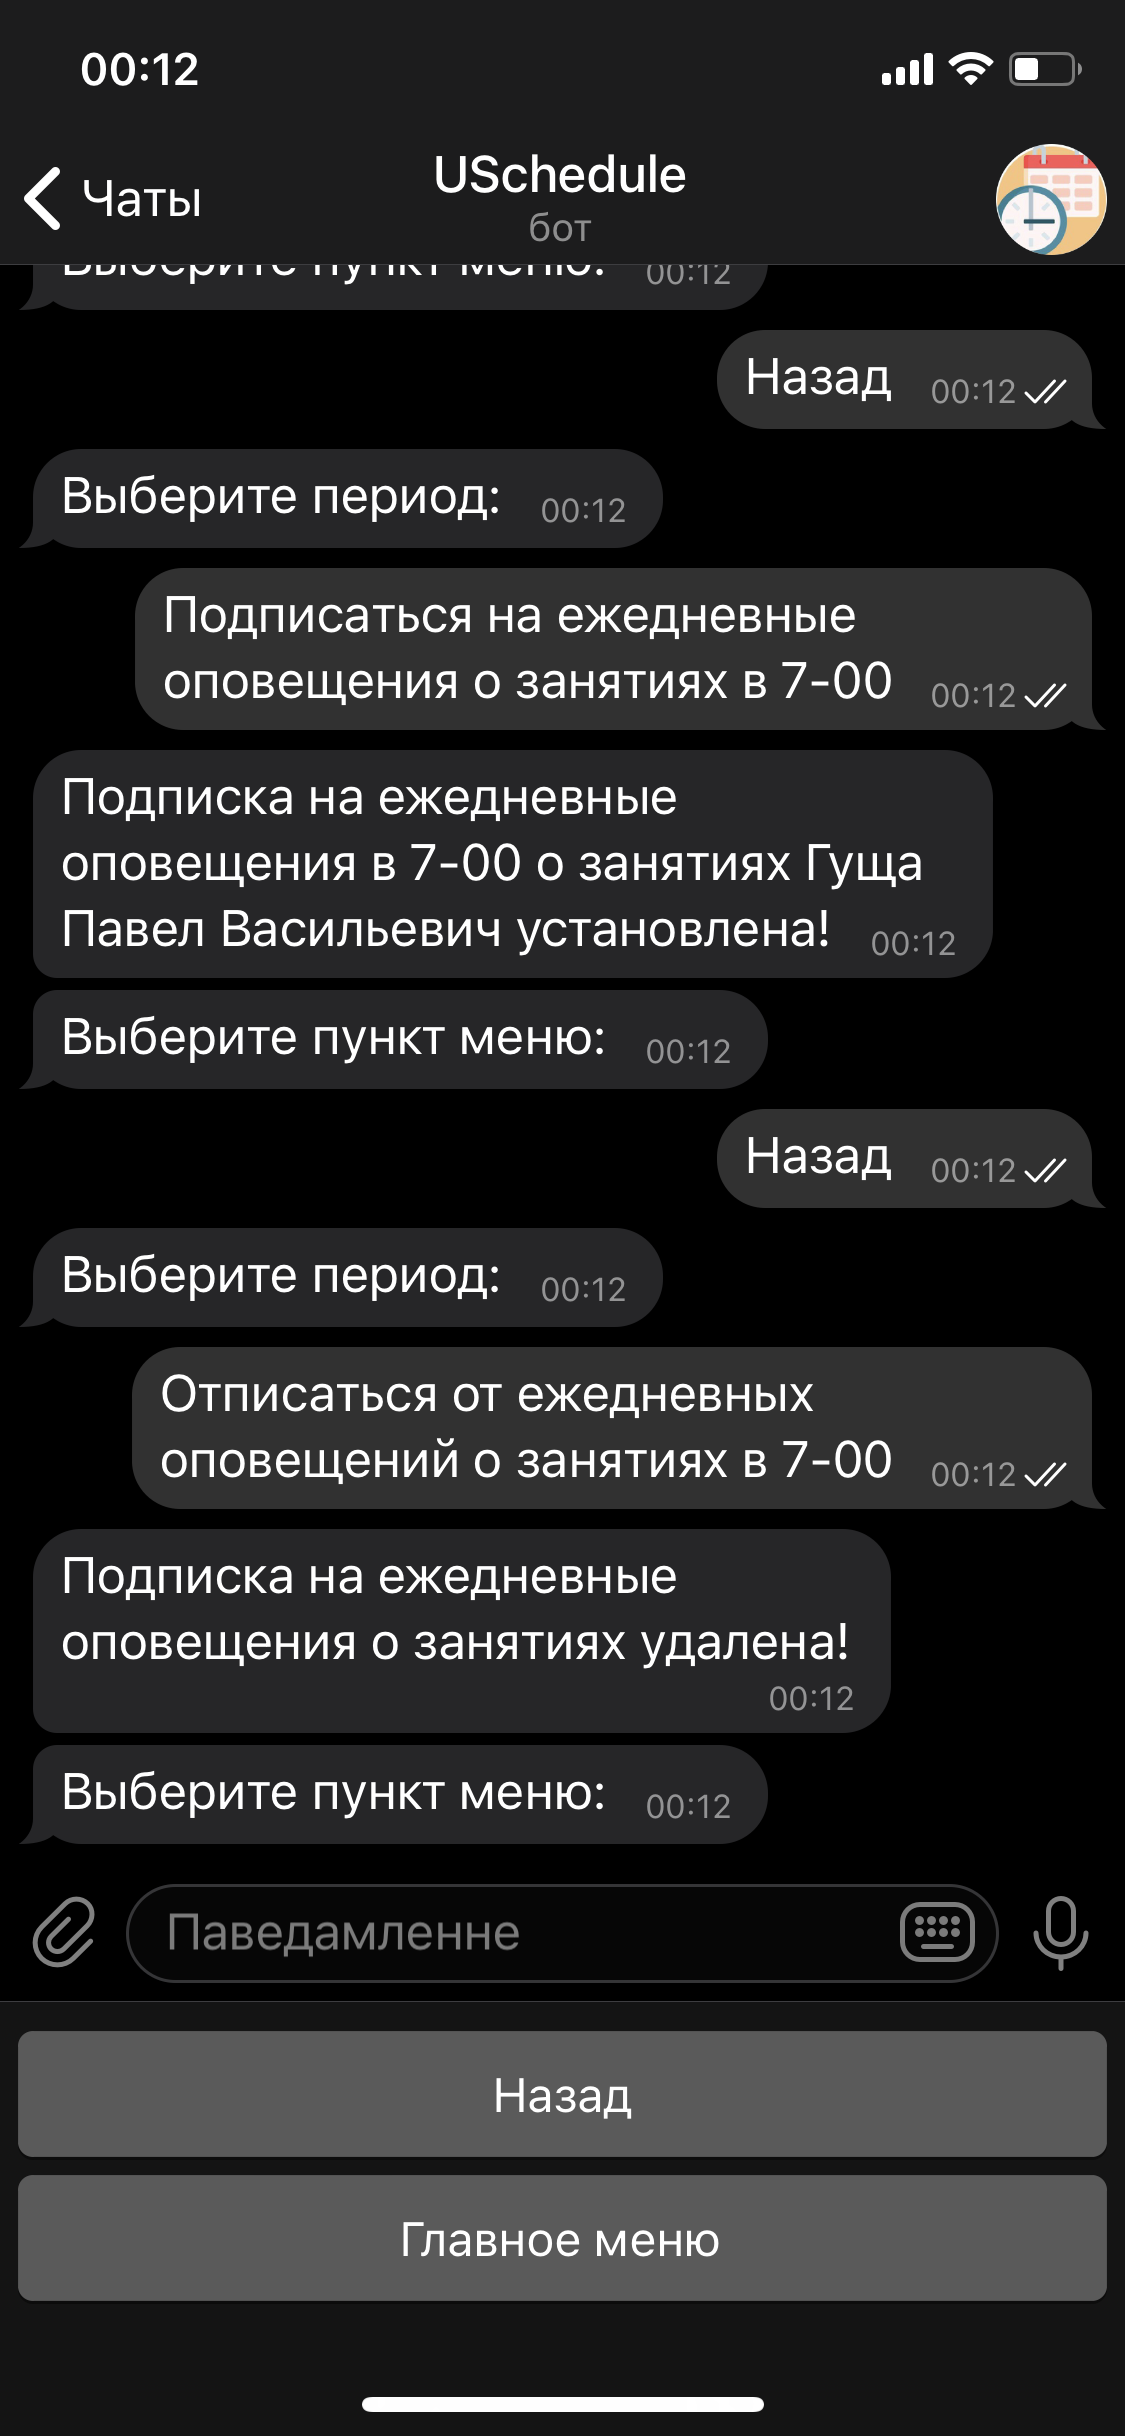 00:12
Чаты
USchedule
бот
Выберите пункт меню: 00:12
Назад 00:12
Выберите период: 00:12
Подписаться на ежедневные
оповещения о занятиях в 7-00 00:12
Подписка на ежедневные
оповещения в 7-00 о занятиях Гуща
Павел Васильевич установлена! 00:12
Выберите пункт меню: 00:12
Назад 00:12
Выберите период: 00:12
Отписаться от ежедневных
оповещений о занятиях в 7-00 00:12
Подписка на ежедневные
оповещения о занятиях удалена!
00:12
Выберите пункт меню: 00:12
Паведамленне
Назад
Главное меню